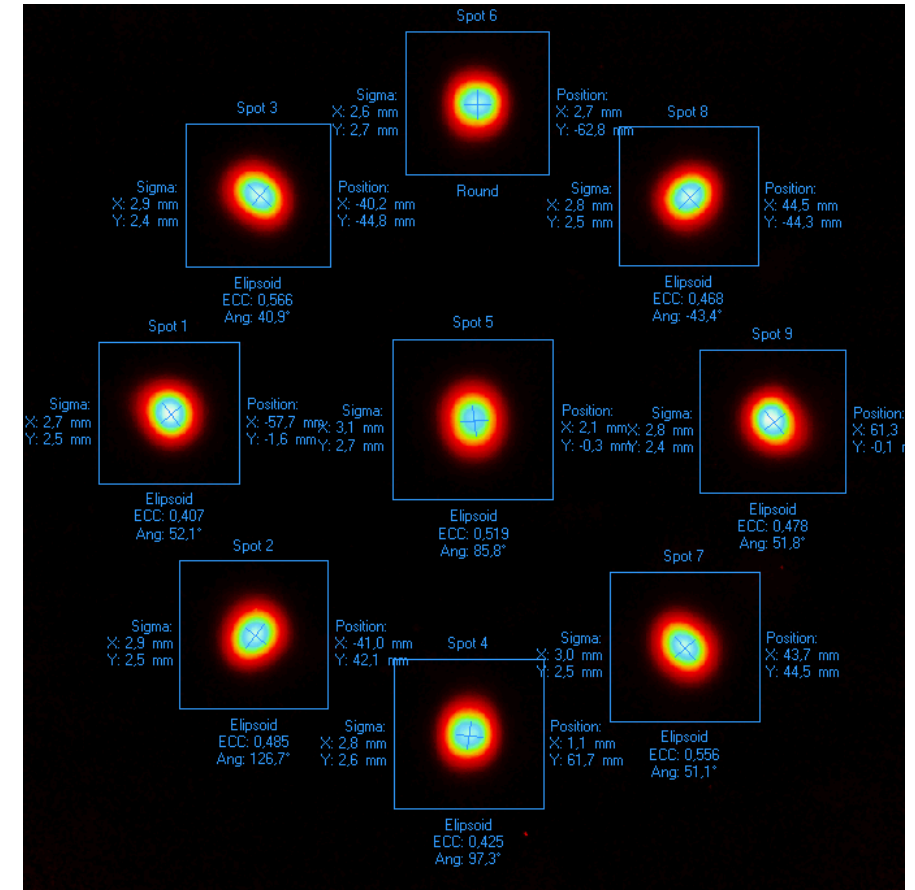 Spot 6
Sigma:
X: 2,6 mm
Y: 2,7 mm
Position:
X: 2,7 mm
Y: -62,8 mm
Round
Spot 3
Sigma:
X: 2,9 mm
Y: 2,4 mm
Position:
X: -40,2 mm
Y: -44,8 mm
Elipsoid
ECC: 0,566
Ang: 40,9°
Spot 8
Sigma:
X: 2,8 mm
Y: 2,5 mm
Position:
X: 44,5 mm
Y: -44,3 mm
Elipsoid
ECC: 0,468
Ang: -43,4°
Spot 1
Sigma:
X: 2,7 mm
Y: 2,5 mm
Position:
X: -57,7 mm
Y: -1,6 mm
Elipsoid
ECC: 0,407
Ang: 52,1°
Spot 5
Sigma:
X: 3,1 mm
Y: 2,7 mm
Position:
X: 2,1 mm
Y: -0,3 mm
Elipsoid
ECC: 0,519
Ang: 85,8°
Spot 9
Sigma:
X: 2,8 mm
Y: 2,4 mm
Position:
X: 61,3
Y: -0,1
Elipsoid
ECC: 0,478
Ang: 51,8°
Spot 2
Sigma:
X: 2,9 mm
Y: 2,5 mm
Position:
X: -41,0 mm
Y: 42,1 mm
Elipsoid
ECC: 0,485
Ang: 126,7°
Spot 4
Sigma:
X: 2,8 mm
Y: 2,6 mm
Position:
X: 1,1 mm
Y: 61,7 mm
Elipsoid
ECC: 0,425
Ang: 97,3°
Spot 7
Sigma:
X: 3,0 mm
Y: 2,5 mm
Position:
X: 43,7 mm
Y: 44,5 mm
Elipsoid
ECC: 0,556
Ang: 51,1°